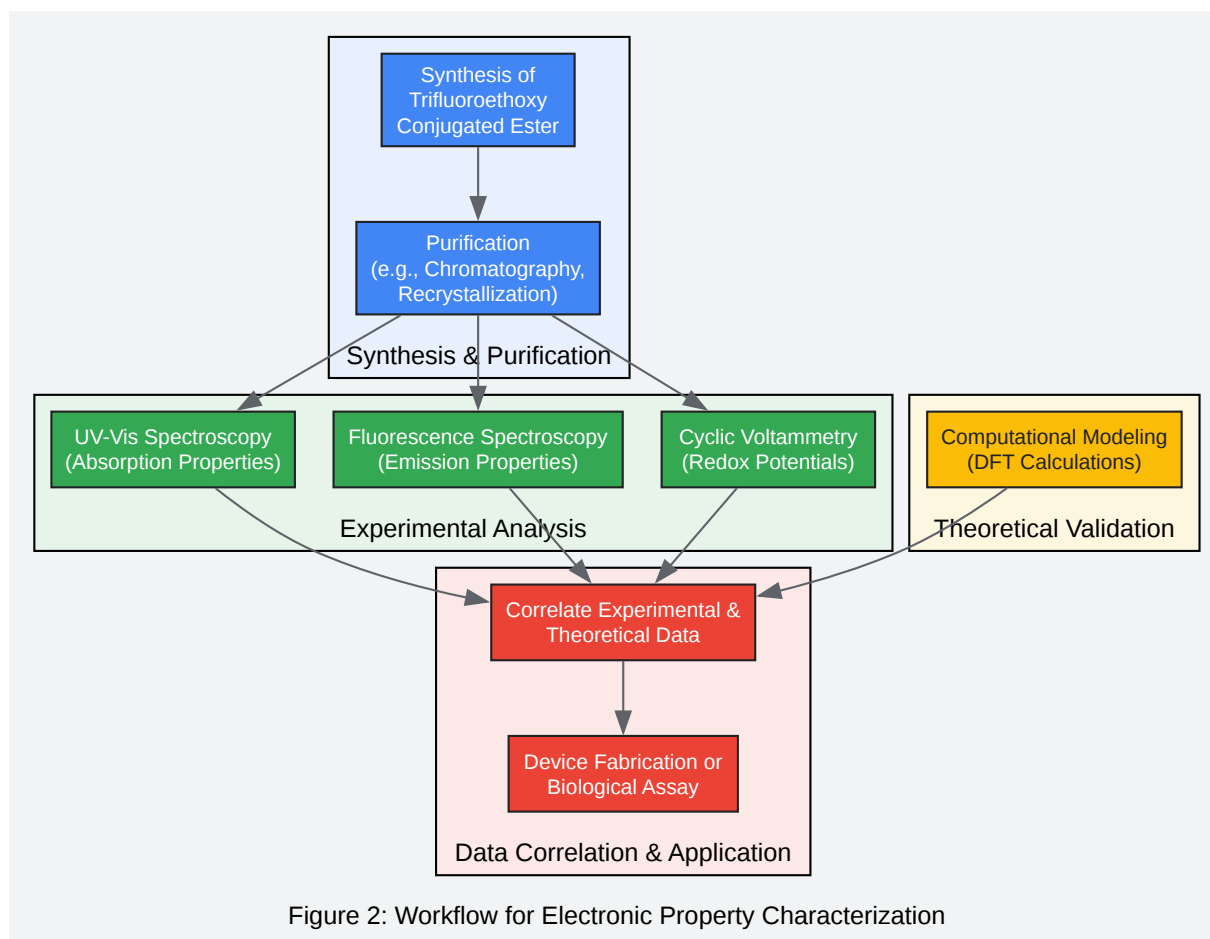 Synthesis of
Trifluoroethoxy
Conjugated Ester
Purification
(e.g., Chromatography,
Recrystallization)
Synthesis & Purification
UV-Vis Spectroscopy
(Absorption Properties)
Fluorescence Spectroscopy
(Emission Properties)
Cyclic Voltammetry
(Redox Potentials)
Experimental Analysis
Computational Modeling
(DFT Calculations)
Theoretical Validation
Correlate Experimental &
Theoretical Data
Device Fabrication or
Biological Assay
Data Correlation & Application
Figure 2: Workflow for Electronic Property Characterization